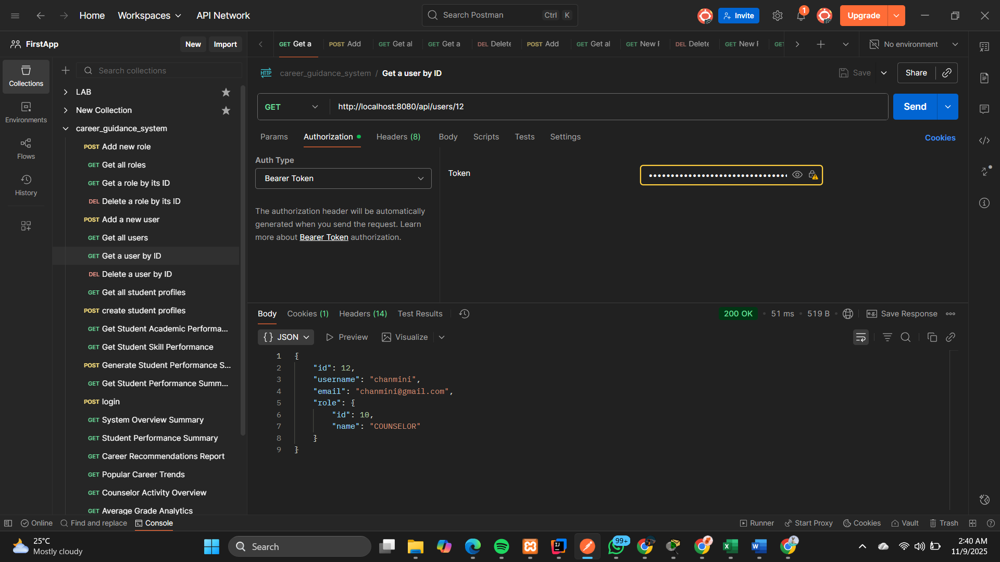 Home
Workspaces
API Network
Search Postman
Ctrl K
Invite
1
Upgrade
FirstApp
New
Import
GET Get a
POST Add
GET Get al
GET Get a
DEL Delete
POST Add
GET Get al
GET New F
DEL Delete
GET New F
GET
No environment
Collections
Environments
Flows
History
Search collections
LAB
New Collection
career_guidance_system
POST Add new role
GET Get all roles
GET Get a role by its ID
DEL Delete a role by its ID
POST Add a new user
GET Get all users
GET Get a user by ID
DEL Delete a user by ID
GET Get all student profiles
POST create student profiles
GET Get Student Academic Performa...
GET Get Student Skill Performance
POST Generate Student Performance S...
GET Get Student Performance Summ...
POST login
GET System Overview Summary
GET Student Performance Summary
GET Career Recommendations Report
GET Popular Career Trends
GET Counselor Activity Overview
GET Average Grade Analytics
HTTP career_guidance_system / Get a user by ID
Save
Share
GET
http://localhost:8080/api/users/12
Send
Params
Authorization
Headers (8)
Body
Scripts
Tests
Settings
Cookies
Auth Type
Bearer Token
The authorization header will be automatically
generated when you send the request. Learn
more about Bearer Token authorization.
Token
Body
Cookies (1)
Headers (14)
Test Results
200 OK
51 ms
519 B
e.g. Save Response
{} JSON
Preview
Visualize
1 {
2 "id": 12,
3 "username": "chanmini",
4 "email": "chanmini@gmail.com",
5 "role": {
6 "id": 10,
7 "name": "COUNSELOR"
8 }
9 }
Online
Find and replace
Console
Runner
Start Proxy
Cookies
Vault
Trash
25°C
Mostly cloudy
Search
99+
2:40 AM
11/9/2025